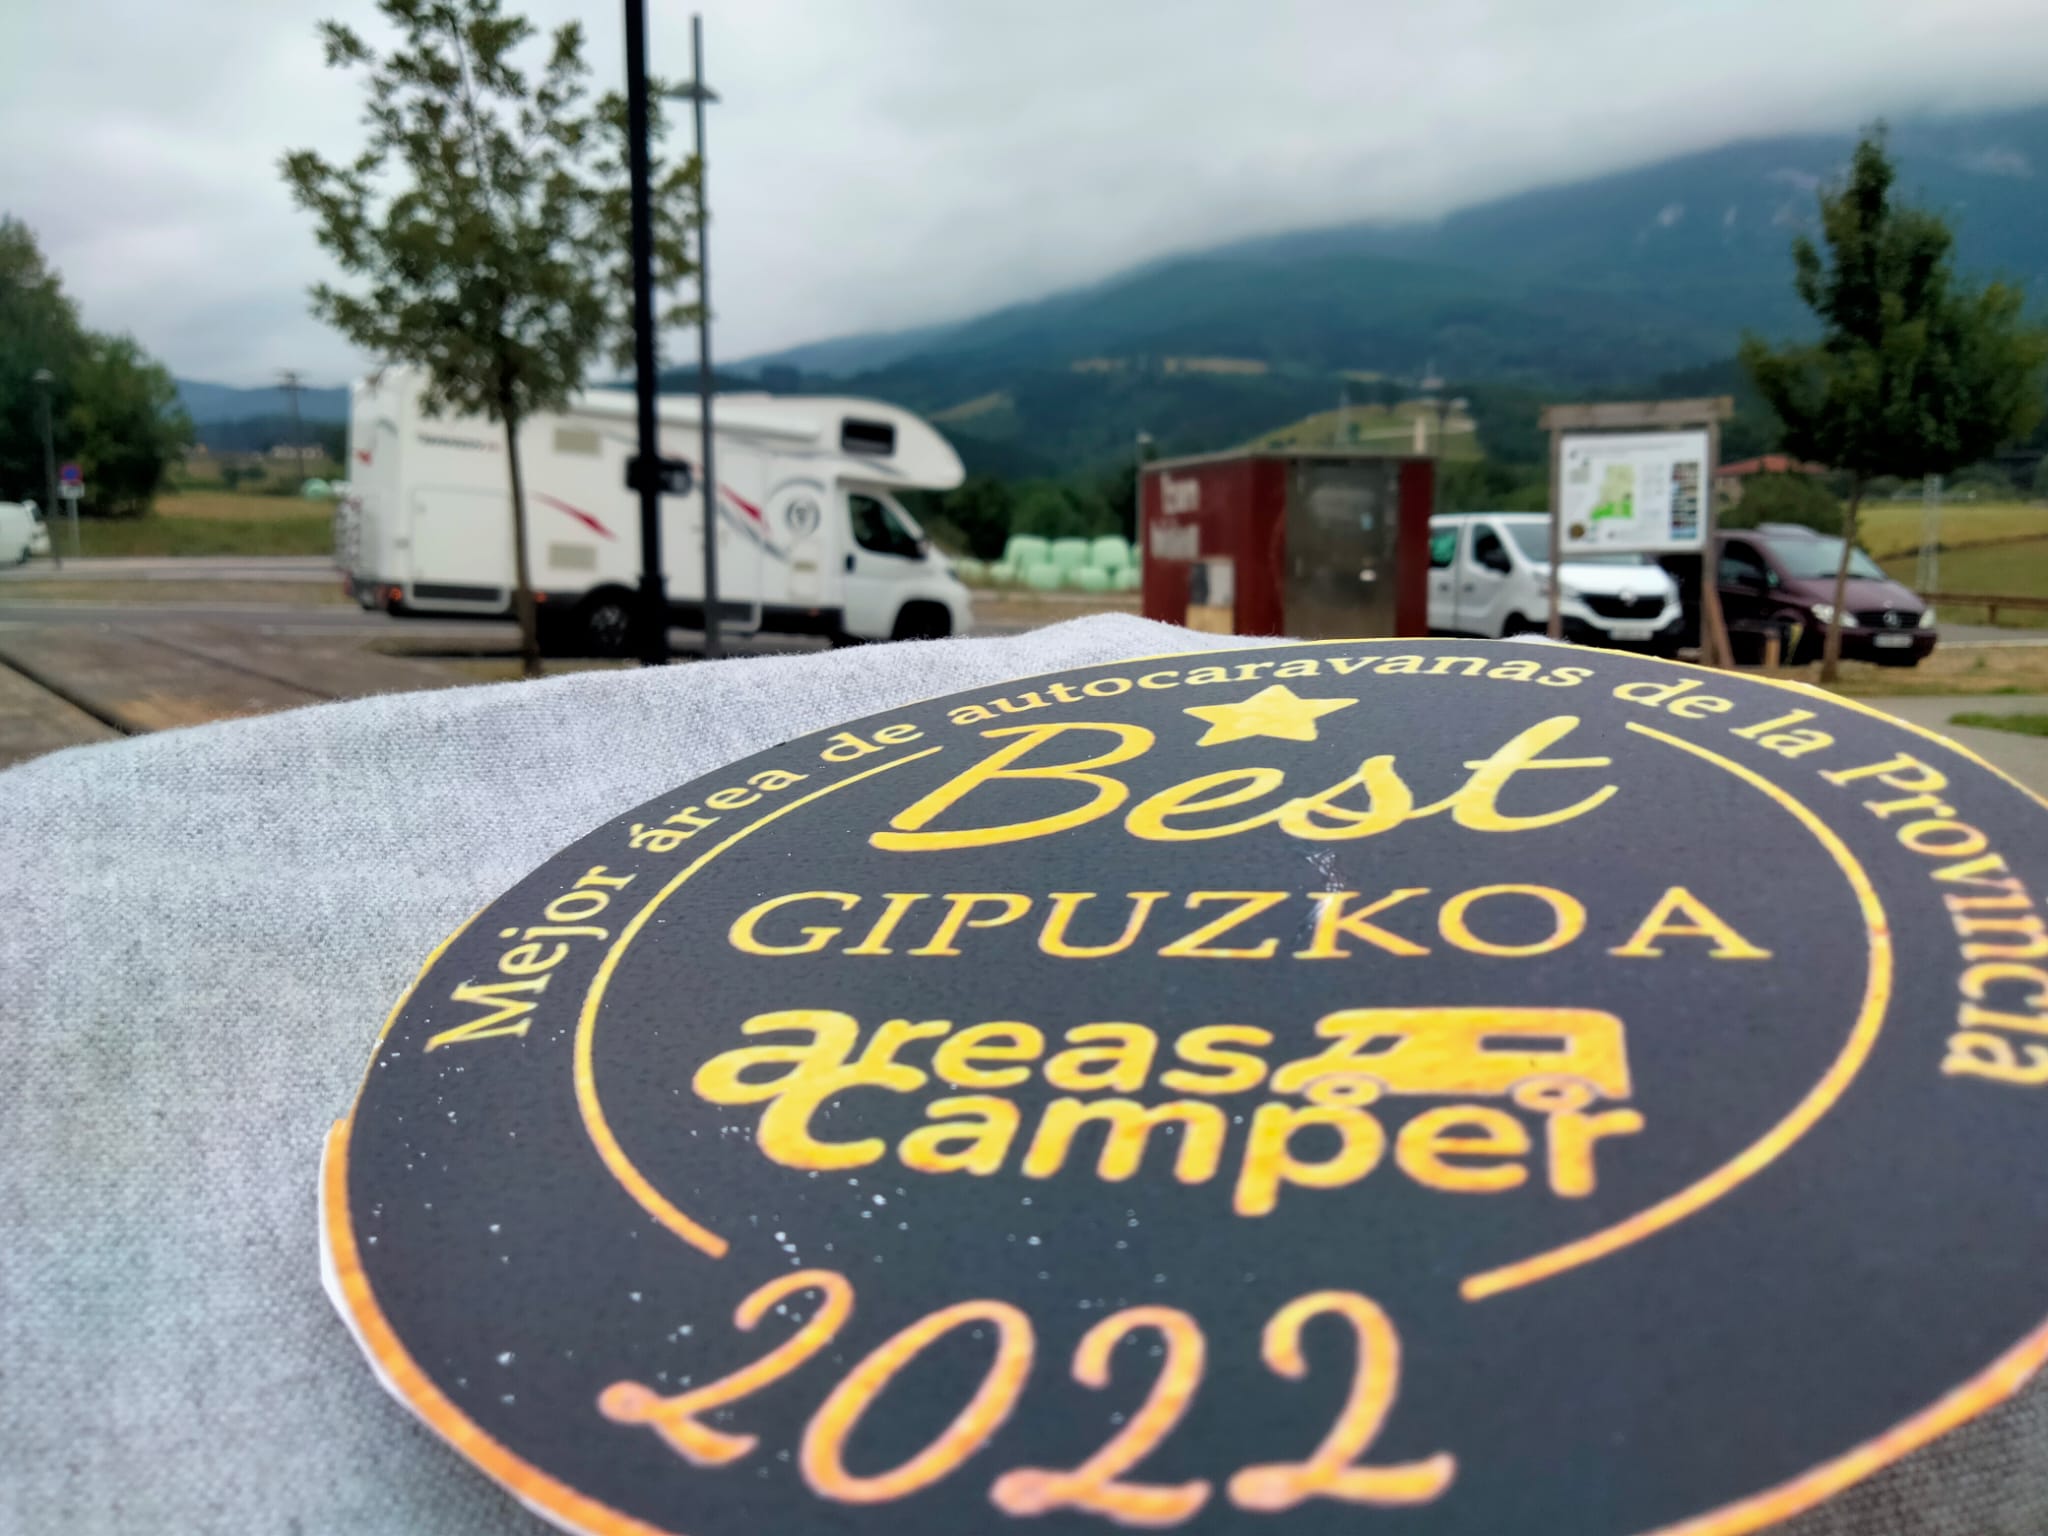 Mejor área de autocaravanas de la Provincia
Best
GIPUZKOA
areas
camper
2022